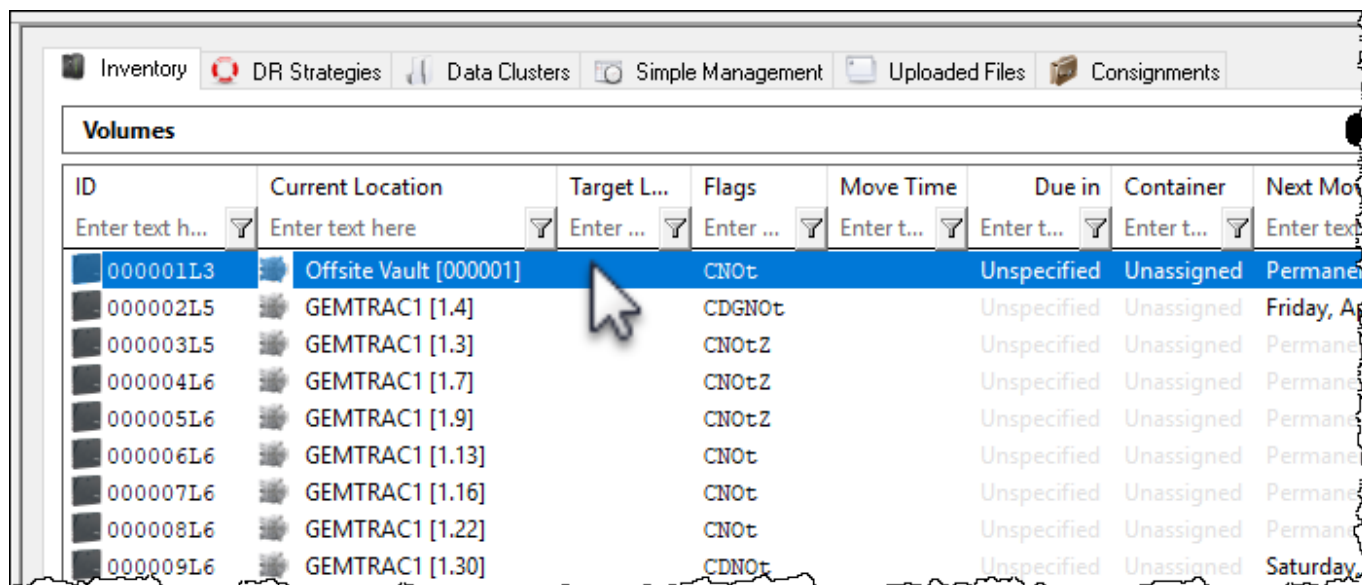 Inventory DR Strategies Data Clusters Simple Management Uploaded Files Consignments
Volumes
ID Current Location Target L... Flags Move Time Due in Container Next Mov
Enter text h... Enter text here Enter ... Enter ... Enter t... Enter t... Enter t... Enter text
000001L3 Offsite Vault [000001] CNOt Unspecified Unassigned Permane
000002L5 GEMTRAC1 [1.4] CDGNOt Unspecified Unassigned Friday, Ap
000003L5 GEMTRAC1 [1.3] CNOtZ Unspecified Unassigned Permane
000004L6 GEMTRAC1 [1.7] CNOtZ Unspecified Unassigned Permane
000005L6 GEMTRAC1 [1.9] CNOtZ Unspecified Unassigned Permane
000006L6 GEMTRAC1 [1.13] CNOt Unspecified Unassigned Permane
000007L6 GEMTRAC1 [1.16] CNOt Unspecified Unassigned Permane
000008L6 GEMTRAC1 [1.22] CNOt Unspecified Unassigned Permane
000009L6 GEMTRAC1 [1.30] CDNOt Unspecified Unassigned Saturday,